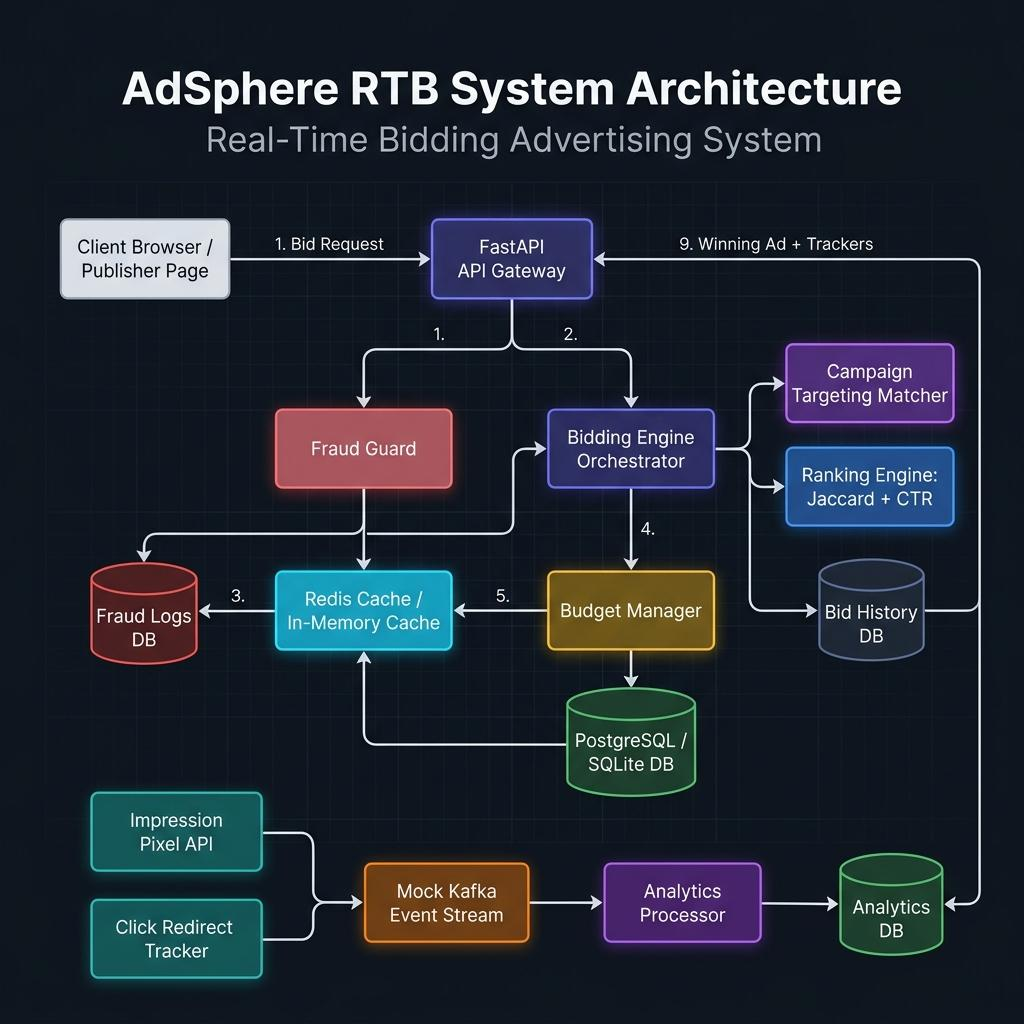 AdSphere RTB System Architecture
Real-Time Bidding Advertising System
Client Browser /
Publisher Page
1. Bid Request
FastAPI
API Gateway
9. Winning Ad + Trackers
1.
2.
Campaign
Targeting Matcher
Fraud Guard
Bidding Engine
Orchestrator
Ranking Engine:
Jaccard + CTR
4.
Fraud Logs
DB
3.
Redis Cache /
In-Memory Cache
5.
Budget Manager
Bid History
DB
PostgreSQL /
SQLite DB
Impression
Pixel API
Click Redirect
Tracker
Mock Kafka
Event Stream
Analytics
Processor
Analytics
DB